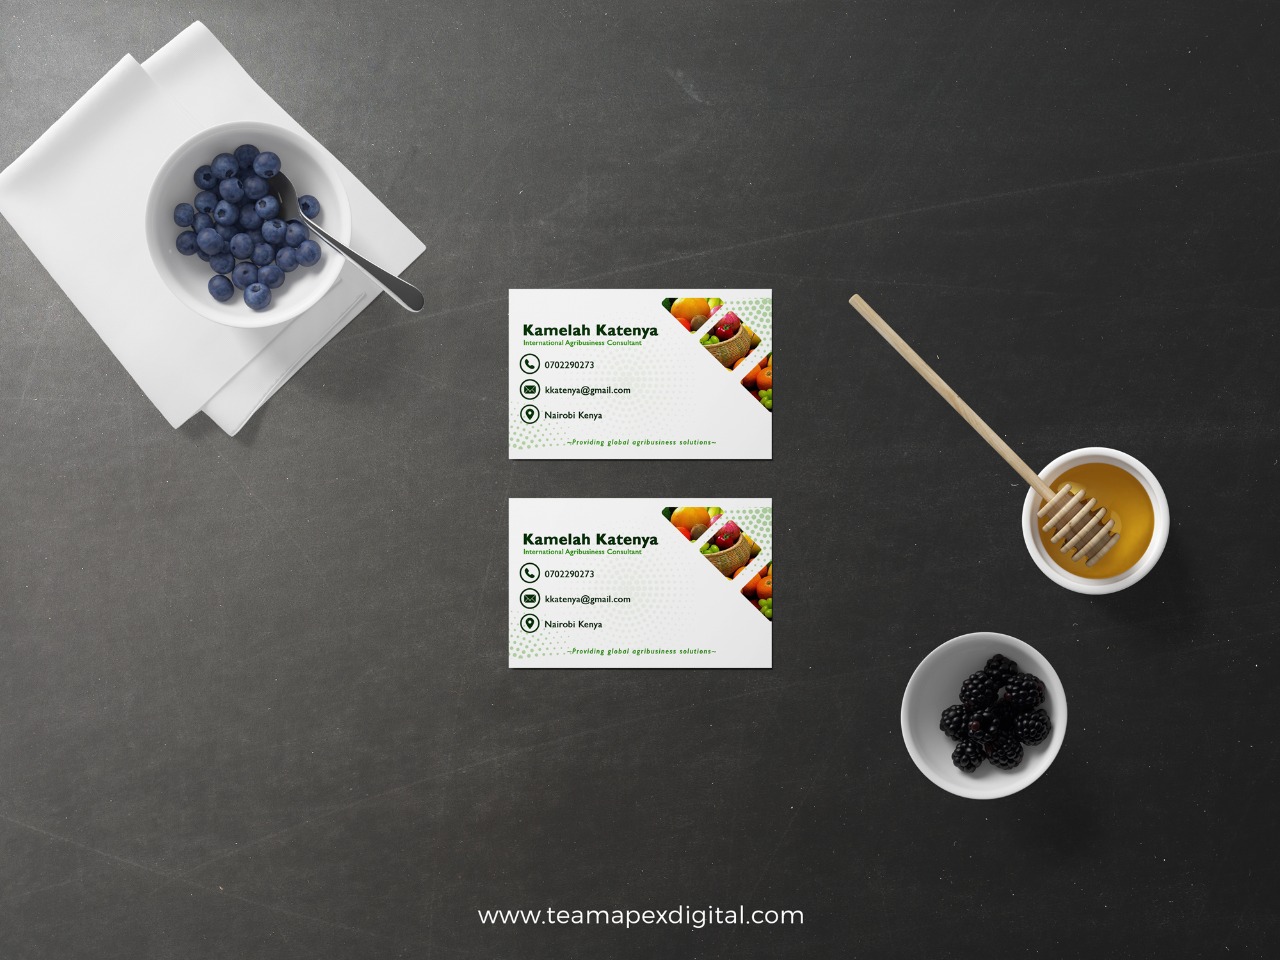 Kamelah Katenya
International Agribusiness Consultant
0702290273
kkatenya@gmail.com
Nairobi Kenya
~Providing global agribusiness solutions~
Kamelah Katenya
International Agribusiness Consultant
0702290273
kkatenya@gmail.com
Nairobi Kenya
~Providing global agribusiness solutions~
www.teamapexdigital.com